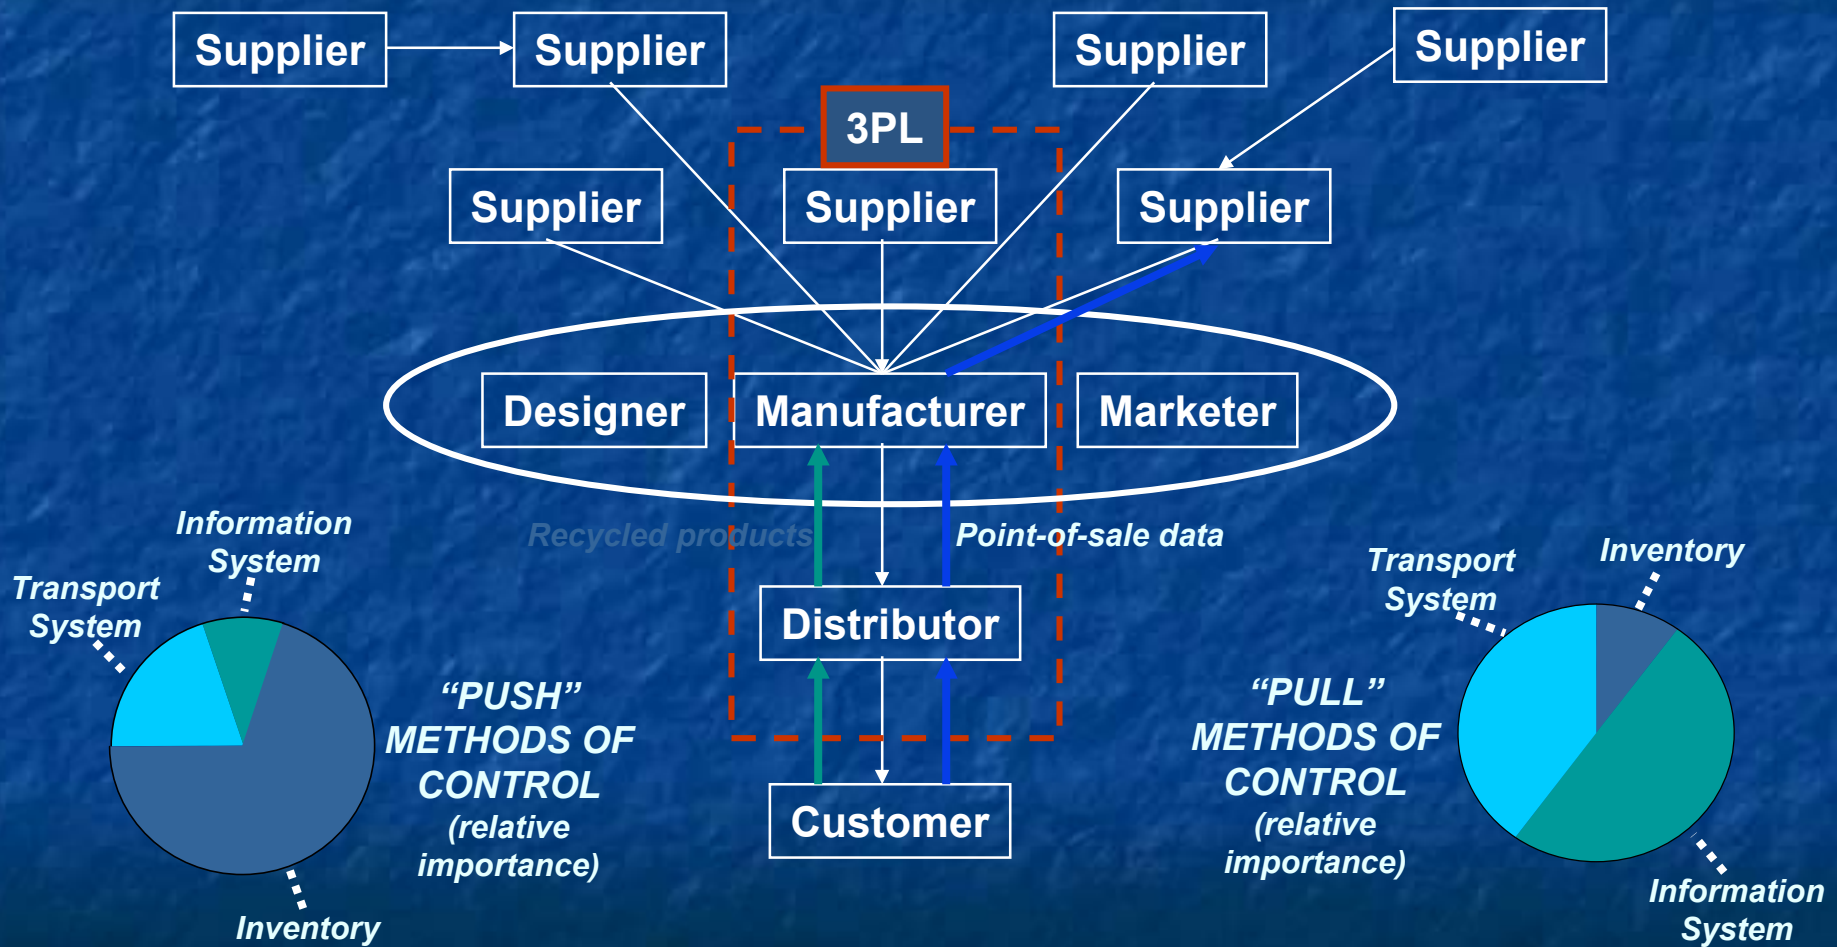 Supplier
Supplier
Supplier
Supplier
3PL
Supplier
Supplier
Supplier
Designer
Manufacturer
Marketer
Recycled products
Point-of-sale data
Information
System
Transport
System
Inventory
Transport
System
Distributor
“PUSH”
METHODS OF
CONTROL
(relative
importance)
“PULL”
METHODS OF
CONTROL
(relative
importance)
Customer
Inventory
Information
System